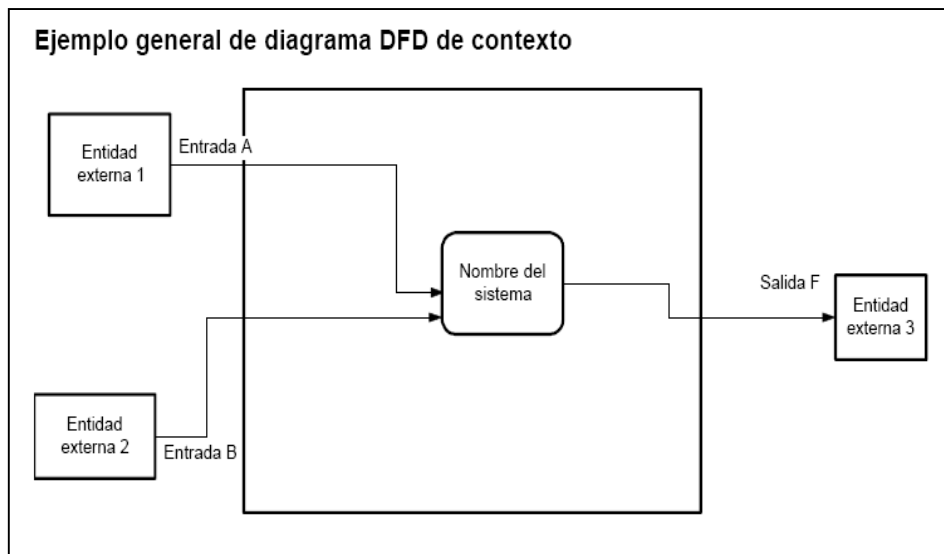 Ejemplo general de diagrama DFD de contexto
Entidad
externa 1
Entrada A
Nombre del
sistema
Salida F
Entidad
externa 3
Entidad
externa 2
Entrada B